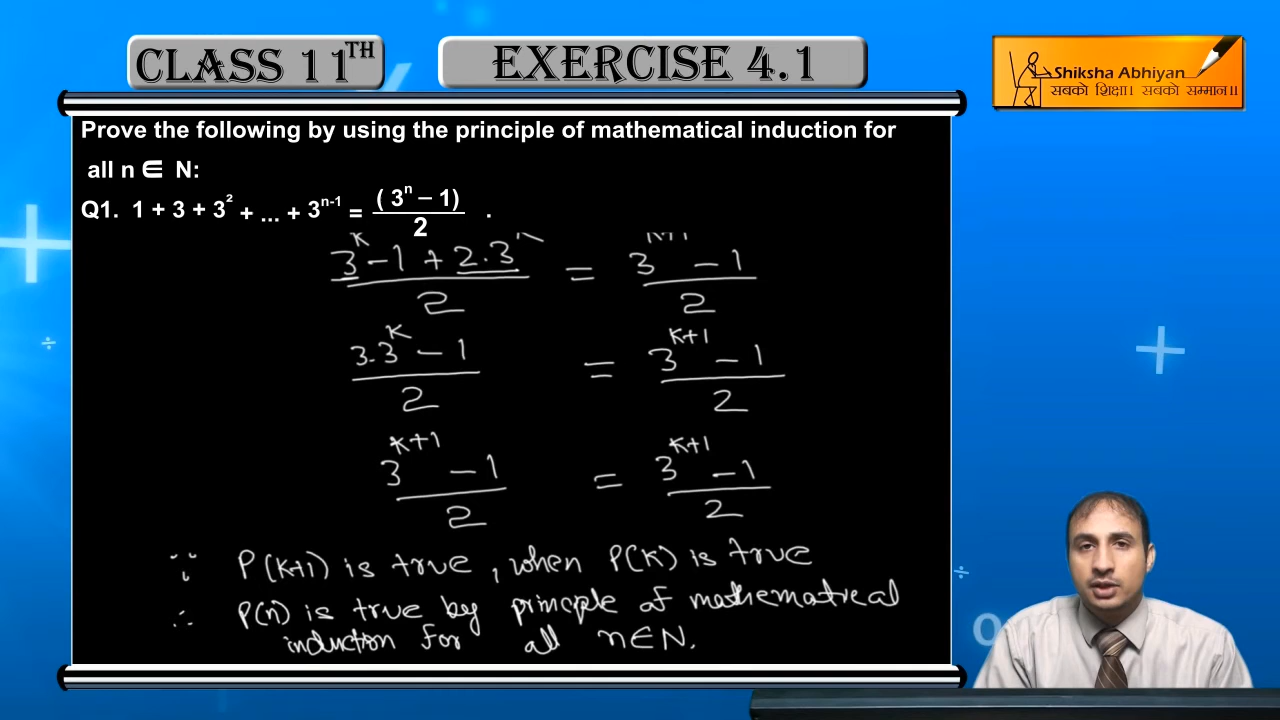 CLASS 11TH
EXERCISE 4.1
Shiksha Abhiyan
सबको शिक्षा। सबको सम्मान॥
Prove the following by using the principle of mathematical induction for
all n ∈ N:
Q1. 1 + 3 + 3² + ... + 3ⁿ⁻¹ = (3ⁿ – 1)/2 .
(3ᴷ – 1 + 2·3ᴷ)/2 = (3ᴷ⁺¹ – 1)/2
(3·3ᴷ – 1)/2 = (3ᴷ⁺¹ – 1)/2
(3ᴷ⁺¹ – 1)/2 = (3ᴷ⁺¹ – 1)/2
∵ P(K+1) is true, when P(K) is true
∴ P(n) is true by principle of mathematical
induction for all n∈N.